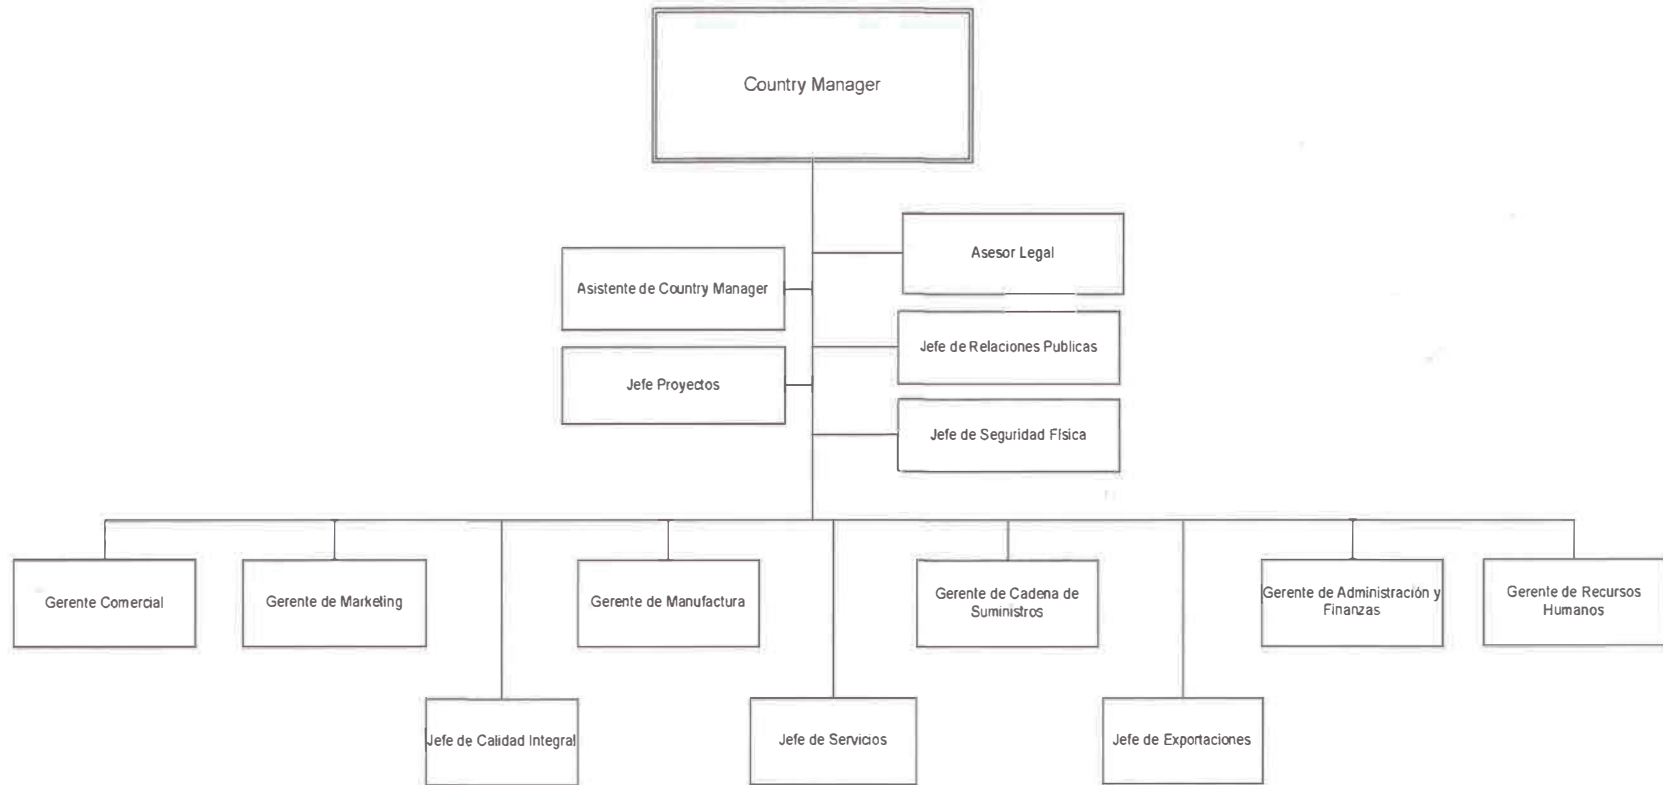 Country Manager
Asesor Legal
Asistente de Country Manager
Jefe de Relaciones Publicas
Jefe Proyectos
Jefe de Seguridad Física
Gerente Comercial
Gerente de Marketing
Gerente de Manufactura
Gerente de Cadena de
Suministros
Gerente de Administración y
Finanzas
Gerente de Recursos
Humanos
Jefe de Calidad Integral
Jefe de Servicios
Jefe de Exportaciones